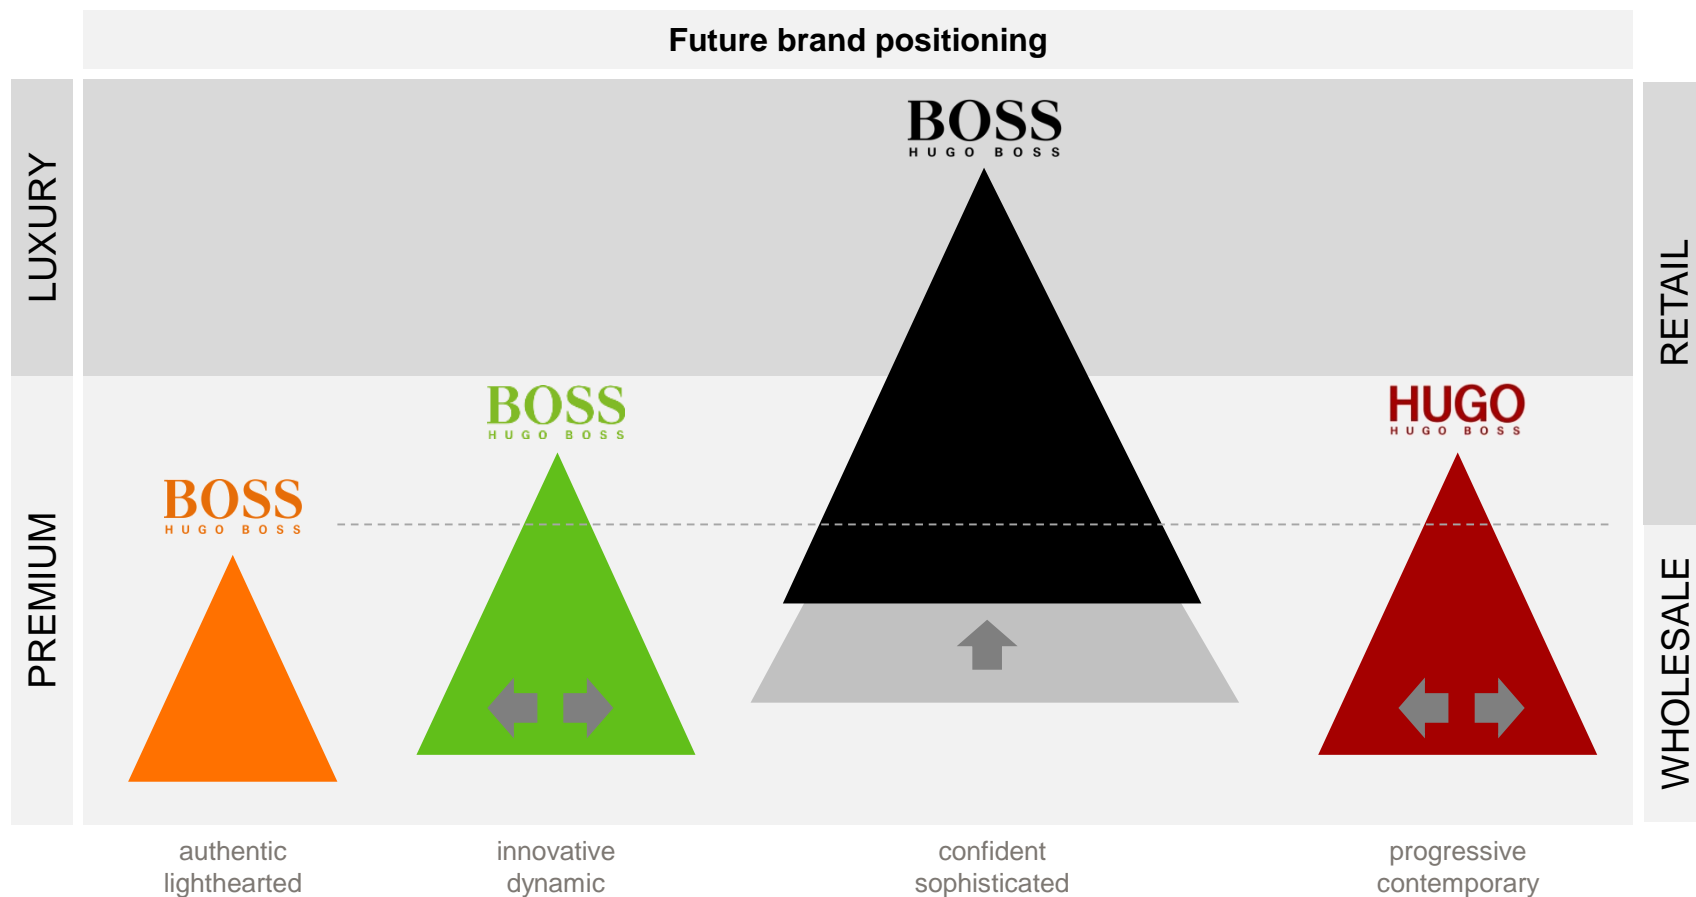 Future brand positioning
LUXURY
PREMIUM
RETAIL
WHOLESALE
BOSS
HUGO BOSS
BOSS
HUGO BOSS
HUGO
HUGO BOSS
BOSS
HUGO BOSS
authentic
lighthearted
innovative
dynamic
confident
sophisticated
progressive
contemporary